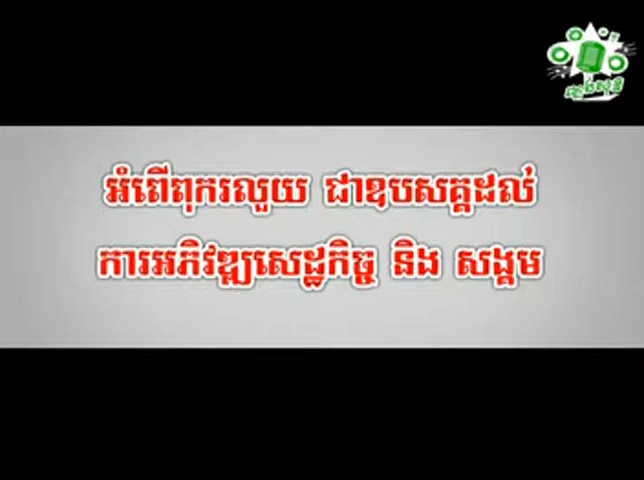 អំពើពុករលួយ ជាឧបសគ្គដល់
ការអភិវឌ្ឍសេដ្ឋកិច្ច និង សង្គម